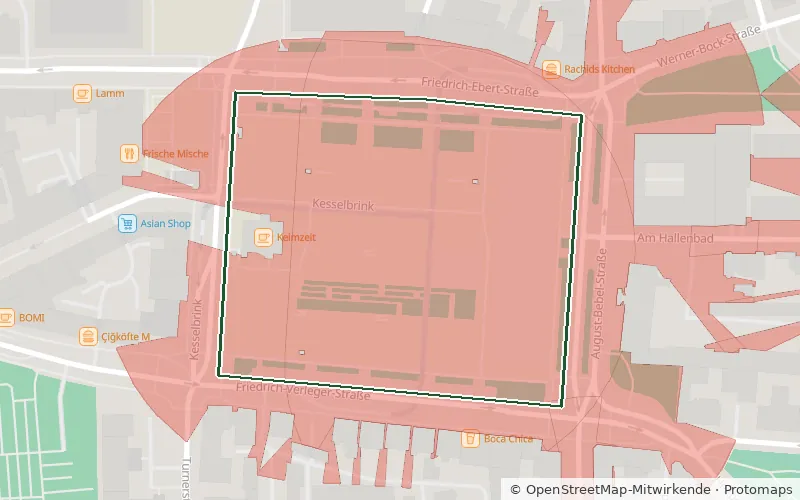 Werner-Bock-Straße
Rachids Kitchen
Friedrich-Ebert-Straße
Lamm
Frische Mische
Kesselbrink
Asian Shop
Keimzeit
Am Hallenbad
August-Bebel-Straße
Kesselbrink
BOMI
Çiğköfte M
Friedrich-Verleger-Straße
Boca Chica
Turners
© OpenStreetMap-Mitwirkende | Protomaps